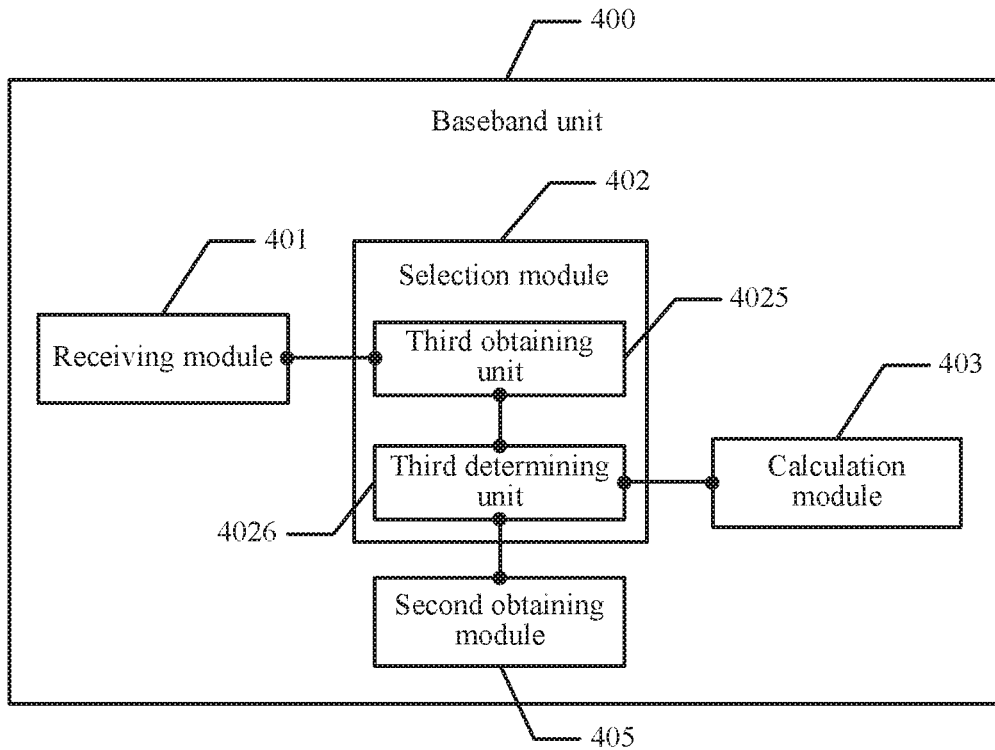 400
Baseband unit
402
401
Selection module
4025
Third obtaining
unit
Receiving module
403
Third determining
unit
Calculation
module
4026
Second obtaining
module
405